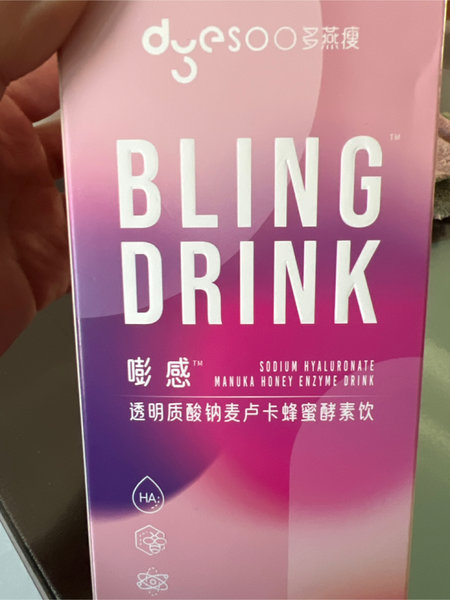 dyesoo多燕瘦
BLING™
DRINK
嘭感™
SODIUM HYALURONATE
MANUKA HONEY ENZYME DRINK
透明质酸钠麦卢卡蜂蜜酵素饮
HA